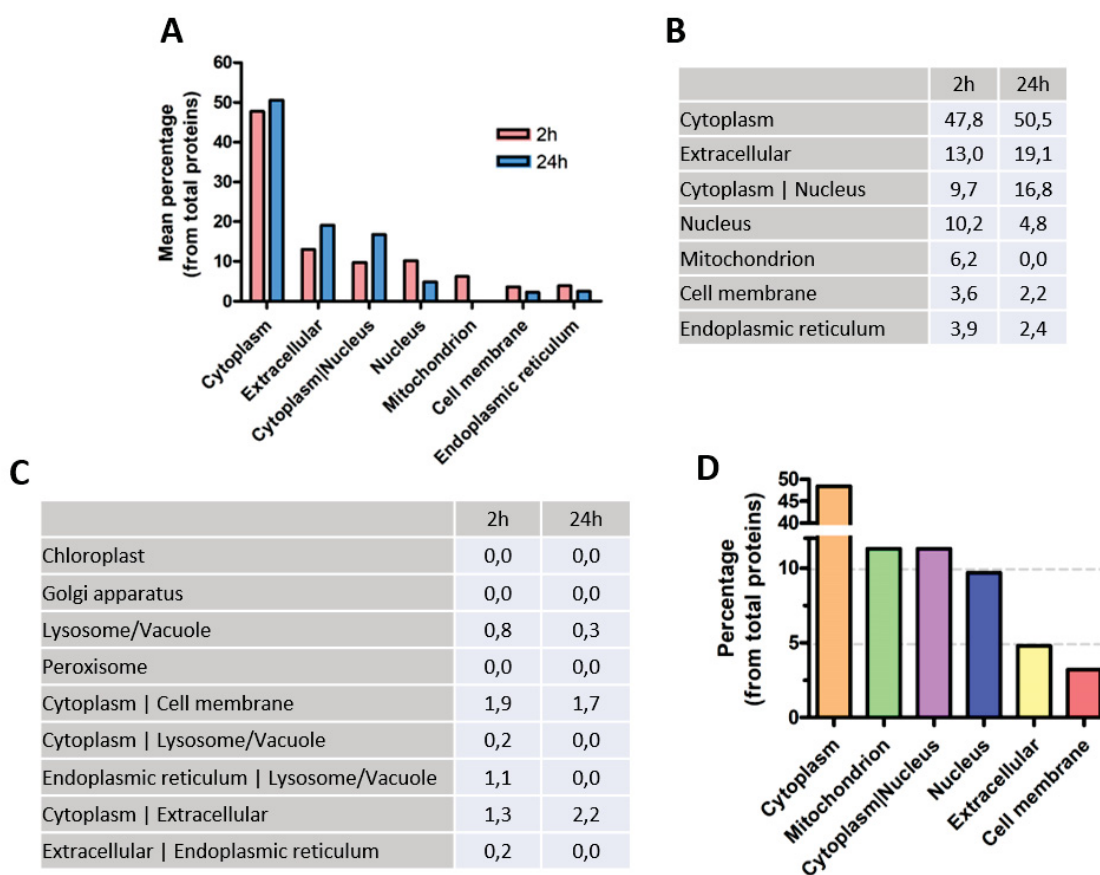 A
Mean percentage
(from total proteins)
60
50
40
30
20
10
0
2h
24h
Cytoplasm
Extracellular
Cytoplasm|Nucleus
Nucleus
Mitochondrion
Cell membrane
Endoplasmic reticulum
B
2h 24h
Cytoplasm 47,8 50,5
Extracellular 13,0 19,1
Cytoplasm | Nucleus 9,7 16,8
Nucleus 10,2 4,8
Mitochondrion 6,2 0,0
Cell membrane 3,6 2,2
Endoplasmic reticulum 3,9 2,4
C
2h 24h
Chloroplast 0,0 0,0
Golgi apparatus 0,0 0,0
Lysosome/Vacuole 0,8 0,3
Peroxisome 0,0 0,0
Cytoplasm | Cell membrane 1,9 1,7
Cytoplasm | Lysosome/Vacuole 0,2 0,0
Endoplasmic reticulum | Lysosome/Vacuole 1,1 0,0
Cytoplasm | Extracellular 1,3 2,2
Extracellular | Endoplasmic reticulum 0,2 0,0
D
Percentage
(from total proteins)
50
45
40
10
5
0
Cytoplasm
Mitochondrion
Cytoplasm|Nucleus
Nucleus
Extracellular
Cell membrane